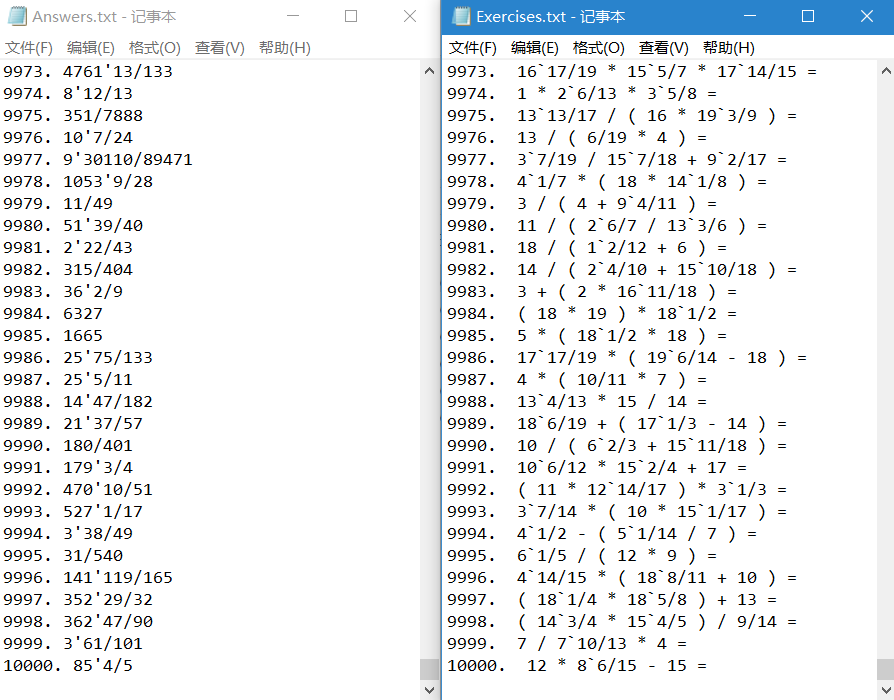 Answers.txt - 记事本
文件(F) 编辑(E) 格式(O) 查看(V) 帮助(H)
9973. 4761'13/133
9974. 8'12/13
9975. 351/7888
9976. 10'7/24
9977. 9'30110/89471
9978. 1053'9/28
9979. 11/49
9980. 51'39/40
9981. 2'22/43
9982. 315/404
9983. 36'2/9
9984. 6327
9985. 1665
9986. 25'75/133
9987. 25'5/11
9988. 14'47/182
9989. 21'37/57
9990. 180/401
9991. 179'3/4
9992. 470'10/51
9993. 527'1/17
9994. 3'38/49
9995. 31/540
9996. 141'119/165
9997. 352'29/32
9998. 362'47/90
9999. 3'61/101
10000. 85'4/5
Exercises.txt - 记事本
文件(F) 编辑(E) 格式(O) 查看(V) 帮助(H)
9973.  16`17/19 * 15`5/7 * 17`14/15 =
9974.  1 * 2`6/13 * 3`5/8 =
9975.  13`13/17 / ( 16 * 19`3/9 ) =
9976.  13 / ( 6/19 * 4 ) =
9977.  3`7/19 / 15`7/18 + 9`2/17 =
9978.  4`1/7 * ( 18 * 14`1/8 ) =
9979.  3 / ( 4 + 9`4/11 ) =
9980.  11 / ( 2`6/7 / 13`3/6 ) =
9981.  18 / ( 1`2/12 + 6 ) =
9982.  14 / ( 2`4/10 + 15`10/18 ) =
9983.  3 + ( 2 * 16`11/18 ) =
9984.  ( 18 * 19 ) * 18`1/2 =
9985.  5 * ( 18`1/2 * 18 ) =
9986.  17`17/19 * ( 19`6/14 - 18 ) =
9987.  4 * ( 10/11 * 7 ) =
9988.  13`4/13 * 15 / 14 =
9989.  18`6/19 + ( 17`1/3 - 14 ) =
9990.  10 / ( 6`2/3 + 15`11/18 ) =
9991.  10`6/12 * 15`2/4 + 17 =
9992.  ( 11 * 12`14/17 ) * 3`1/3 =
9993.  3`7/14 * ( 10 * 15`1/17 ) =
9994.  4`1/2 - ( 5`1/14 / 7 ) =
9995.  6`1/5 / ( 12 * 9 ) =
9996.  4`14/15 * ( 18`8/11 + 10 ) =
9997.  ( 18`1/4 * 18`5/8 ) + 13 =
9998.  ( 14`3/4 * 15`4/5 ) / 9/14 =
9999.  7 / 7`10/13 * 4 =
10000.  12 * 8`6/15 - 15 =